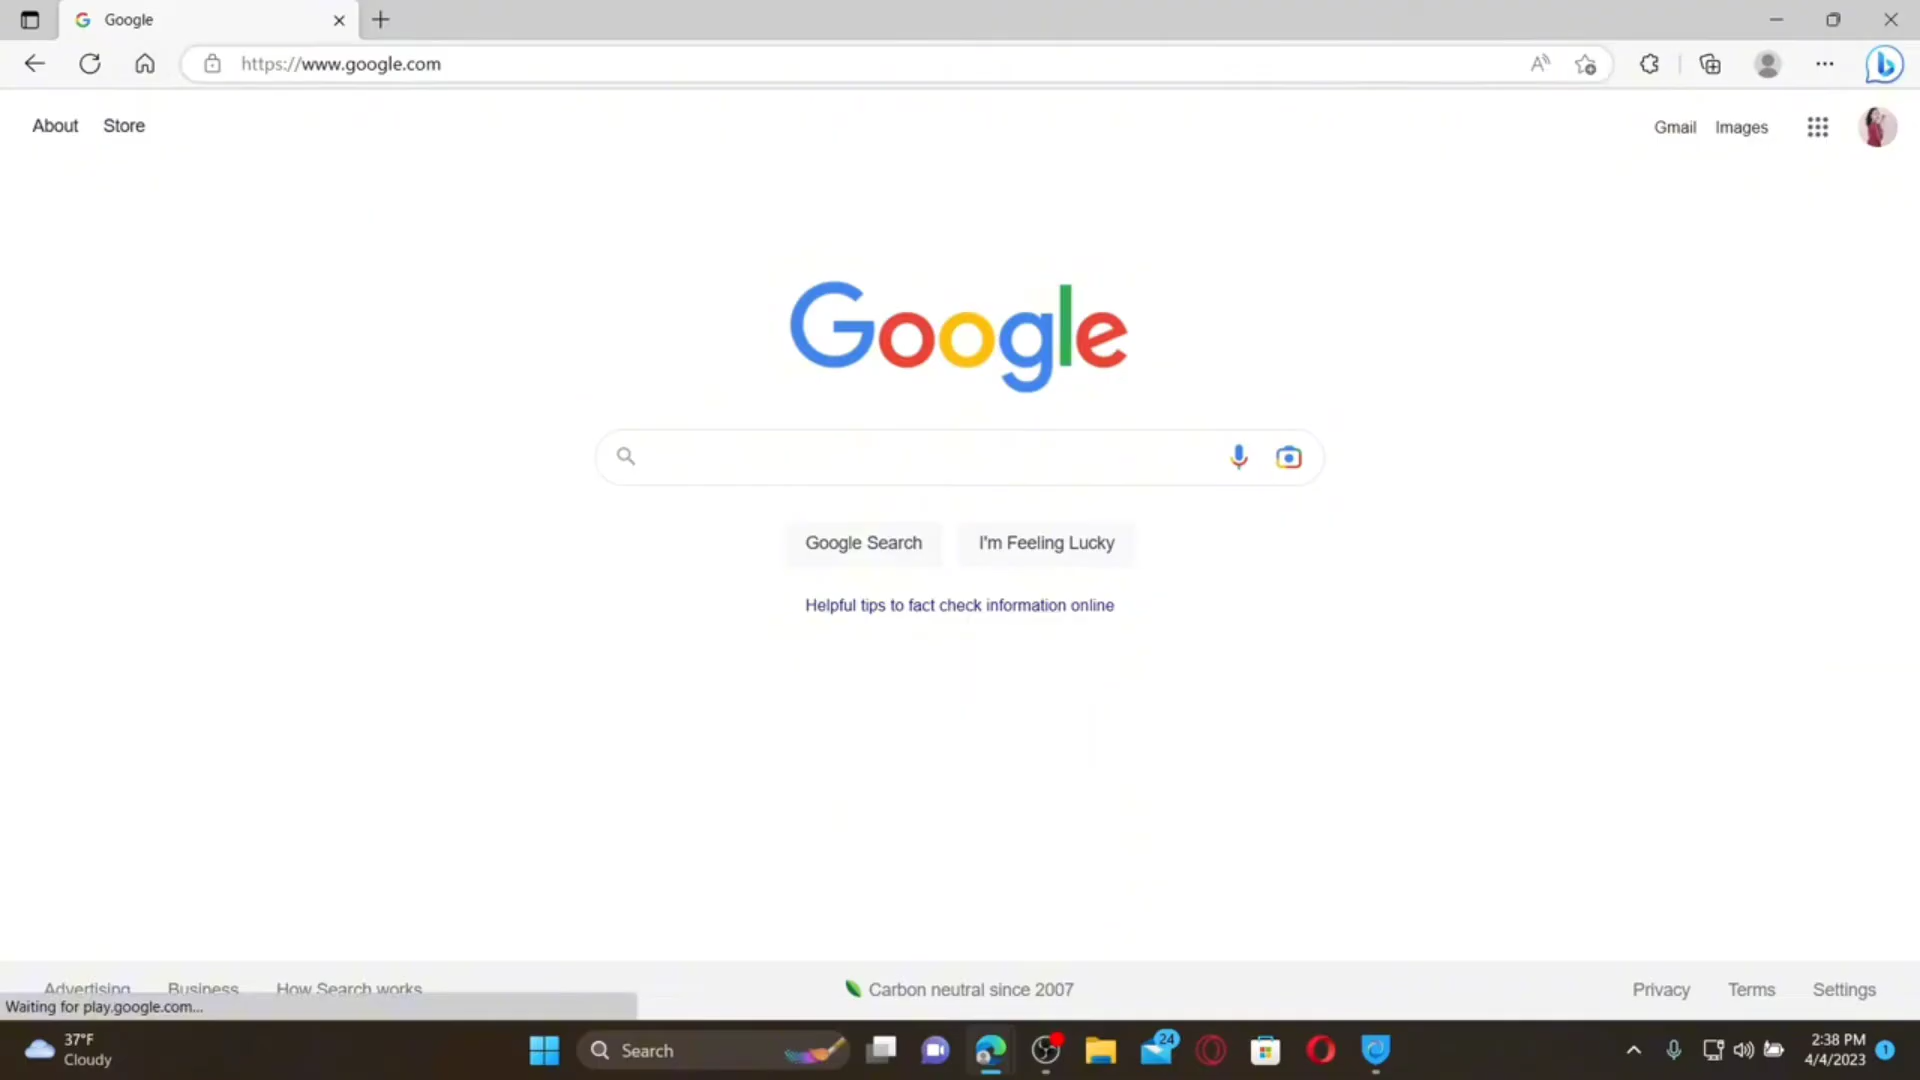 Google
https://www.google.com
About Store
Gmail Images
Google
Google Search I'm Feeling Lucky
Helpful tips to fact check information online
Advertising Business How Search works
Carbon neutral since 2007
Privacy Terms Settings
Waiting for play.google.com...
37°F
Cloudy
Search
24
2:38 PM
4/4/2023
1